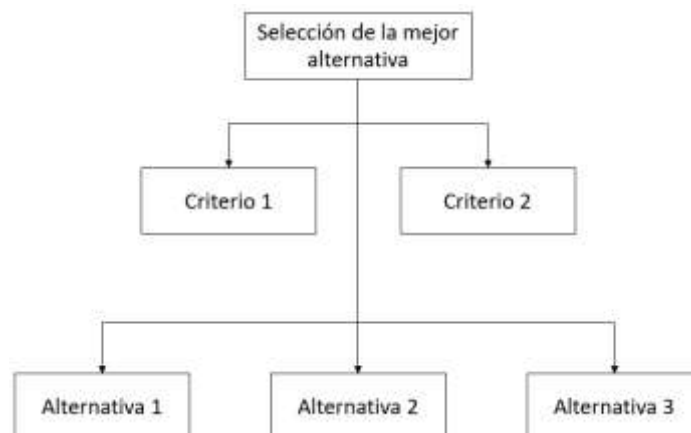 Selección de la mejor
alternativa
Criterio 1
Criterio 2
Alternativa 1
Alternativa 2
Alternativa 3